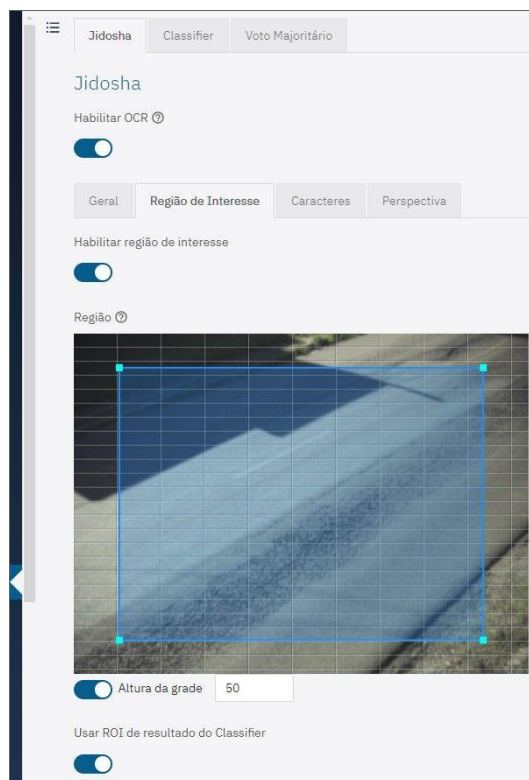 Jidosha Classifier Voto Majoritário
Jidosha
Habilitar OCR
Geral Região de Interesse Caracteres Perspectiva
Habilitar região de interesse
Região
Altura da grade 50
Usar ROI de resultado do Classifier